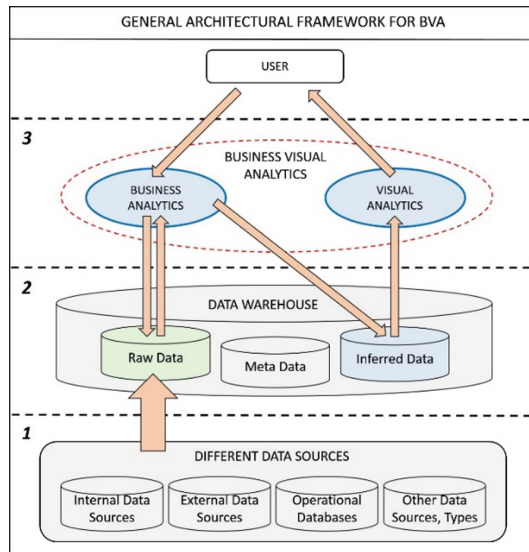 GENERAL ARCHITECTURAL FRAMEWORK FOR BVA
USER
3
BUSINESS VISUAL
ANALYTICS
BUSINESS
ANALYTICS
VISUAL
ANALYTICS
2
DATA WAREHOUSE
Raw Data
Meta Data
Inferred Data
1
DIFFERENT DATA SOURCES
Internal Data
Sources
External Data
Sources
Operational
Databases
Other Data
Sources, Types